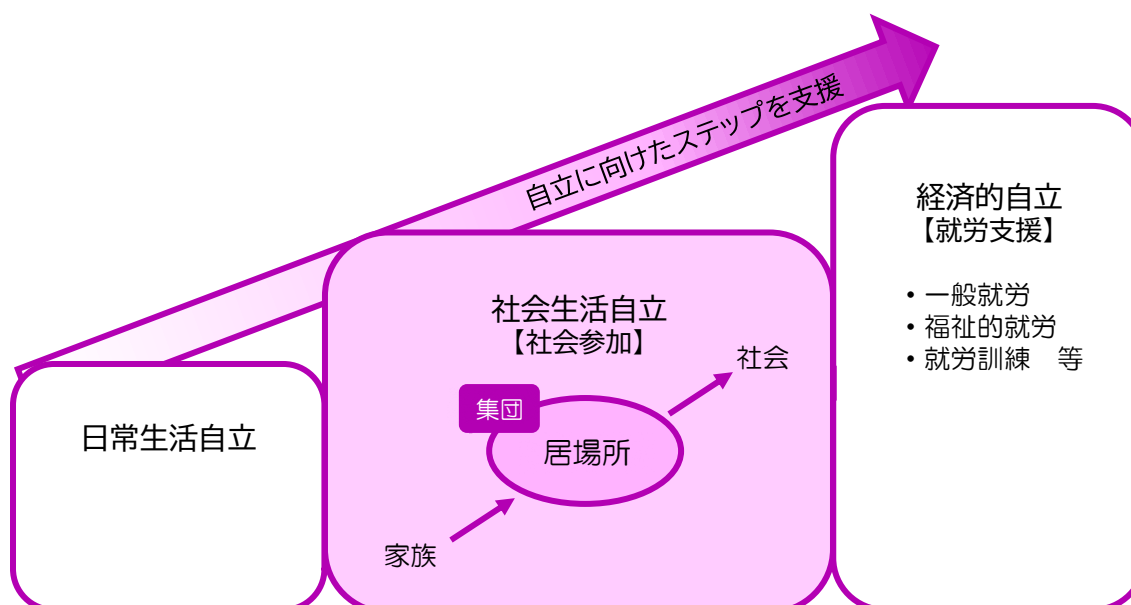 自立に向けたステップを支援
日常生活自立
社会生活自立
【社会参加】
社会
集団
居場所
家族
経済的自立
【就労支援】
• 一般就労
• 福祉的就労
• 就労訓練　等